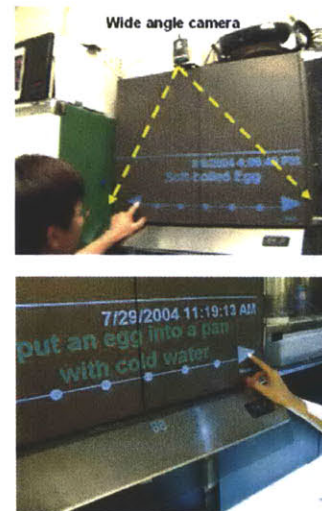 Wide angle camera
Soft-boiled Egg
7/29/2004 11:19:13 AM
put an egg into a pan
with cold water